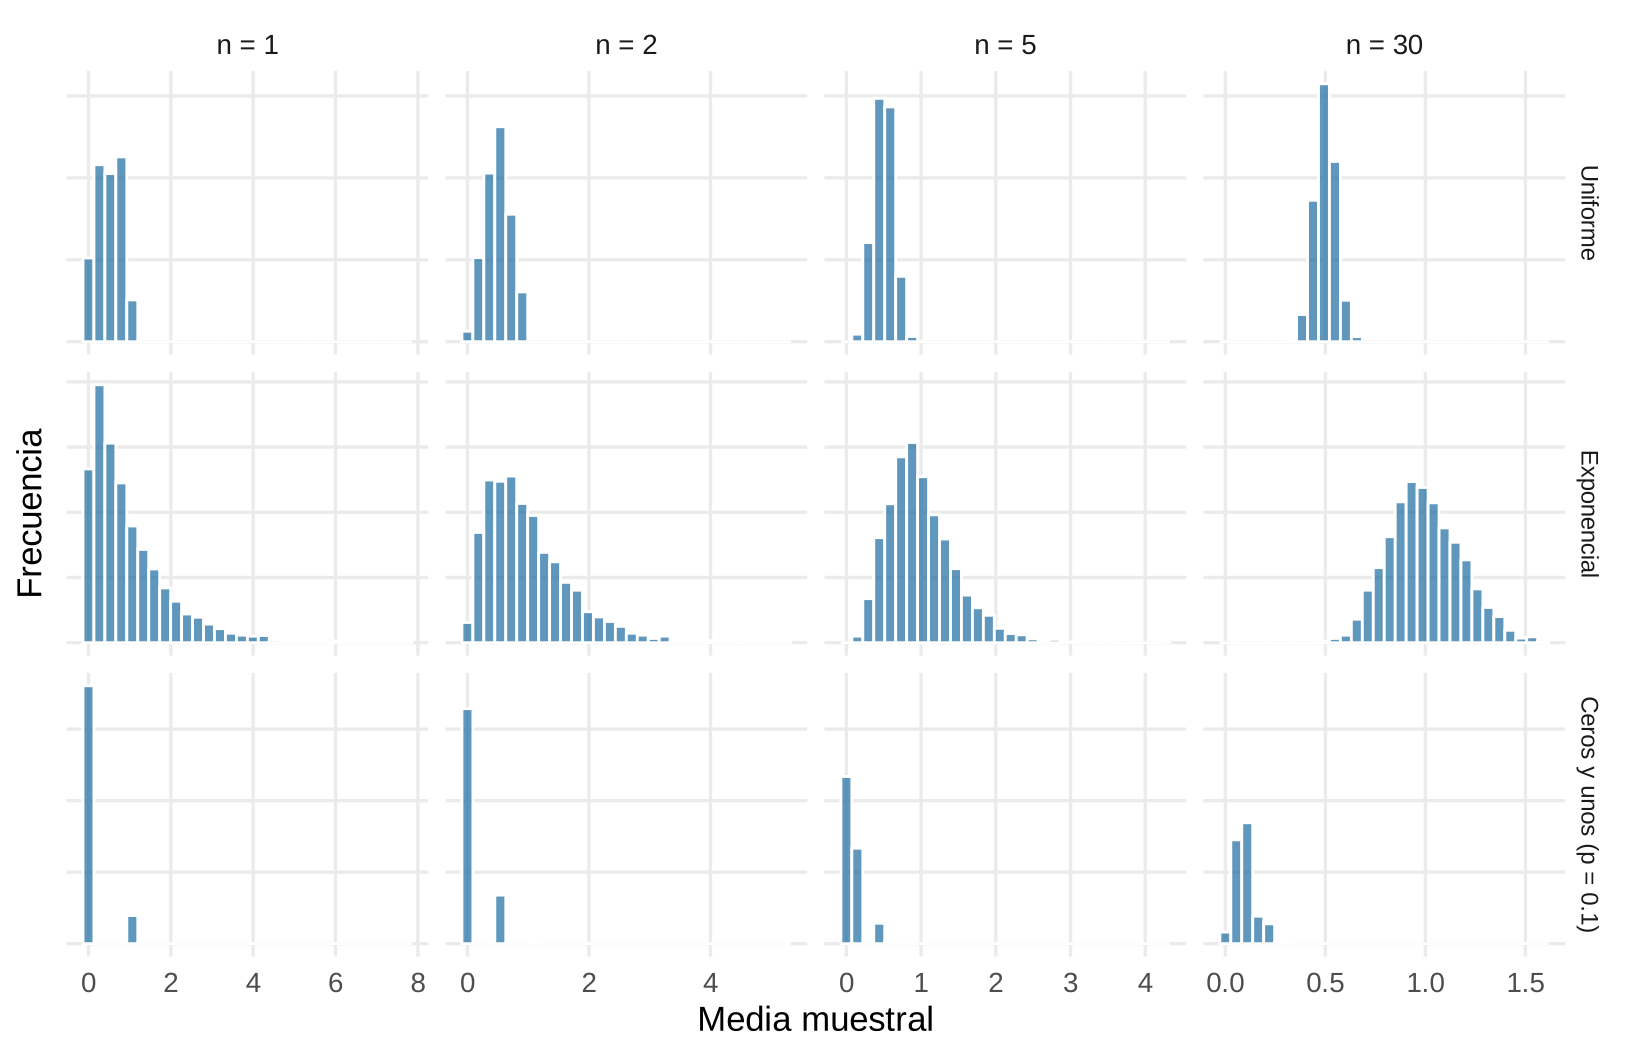 n = 1
n = 2
n = 5
n = 30
Uniforme
Exponencial
Ceros y unos (p = 0.1)
Frecuencia
0 2 4 6 8
0 2 4
0 1 2 3 4
0.0 0.5 1.0 1.5
Media muestral